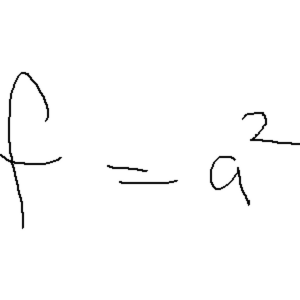 f = a²